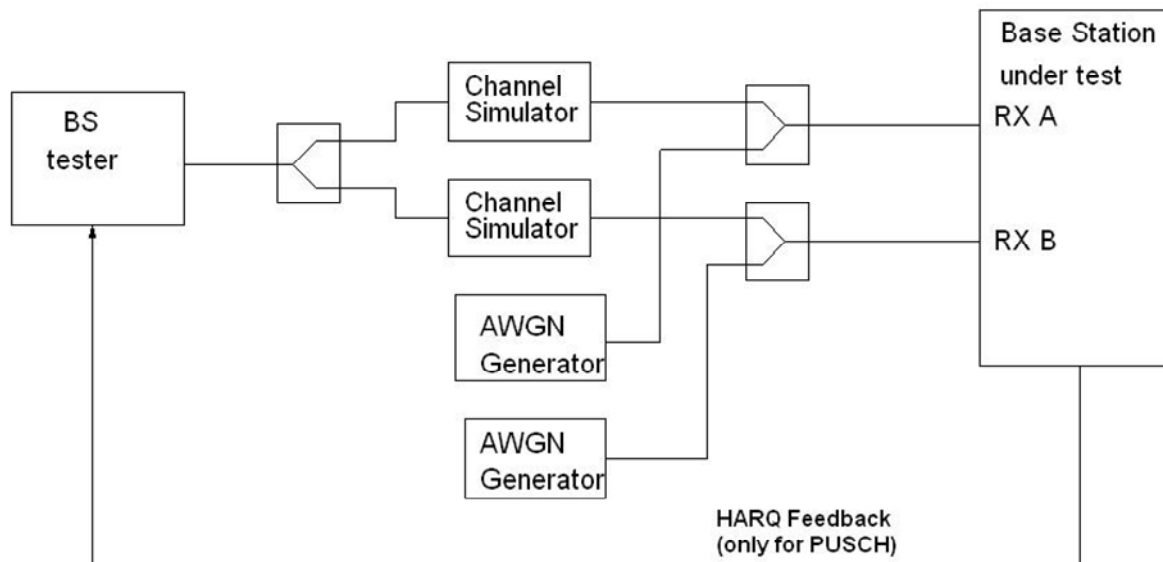 BS
tester
Channel
Simulator
Channel
Simulator
AWGN
Generator
AWGN
Generator
Base Station
under test
RX A
RX B
HARQ Feedback
(only for PUSCH)